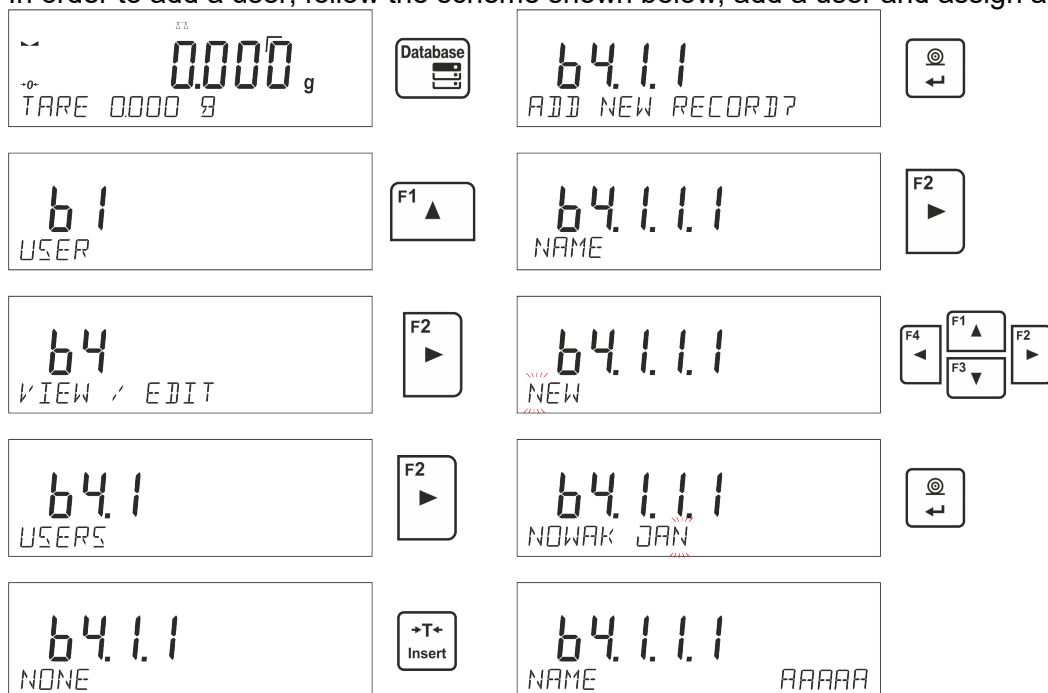 In order to add a user, follow the scheme shown below, add a user and assign a
0.000 g
→0←
TARE 0.000 g
Database
b1
USER
F1
b4
VIEW / EDIT
F2
b4.1
USERS
F2
b4.1.1
NONE
→T←
Insert
b4.1.1
ADD NEW RECORD?
b4.1.1.1
NAME
F2
b4.1.1.1
NEW
F4 F1 F2
F3
b4.1.1.1
NOWAK JAN
b4.1.1.1
NAME AAAAA